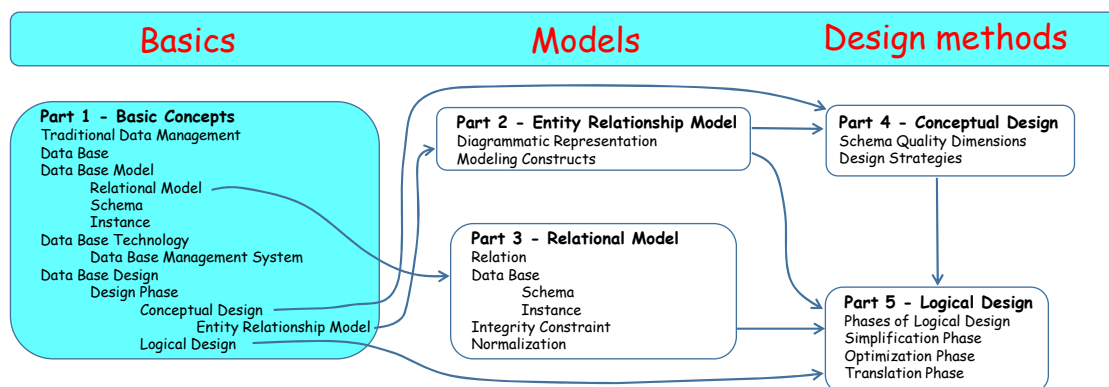 Basics
Models
Design methods
Part 1 - Basic Concepts
Traditional Data Management
Data Base
Data Base Model
Relational Model
Schema
Instance
Data Base Technology
Data Base Management System
Data Base Design
Design Phase
Conceptual Design
Entity Relationship Model
Logical Design
Part 2 - Entity Relationship Model
Diagrammatic Representation
Modeling Constructs
Part 3 - Relational Model
Relation
Data Base
Schema
Instance
Integrity Constraint
Normalization
Part 4 - Conceptual Design
Schema Quality Dimensions
Design Strategies
Part 5 - Logical Design
Phases of Logical Design
Simplification Phase
Optimization Phase
Translation Phase